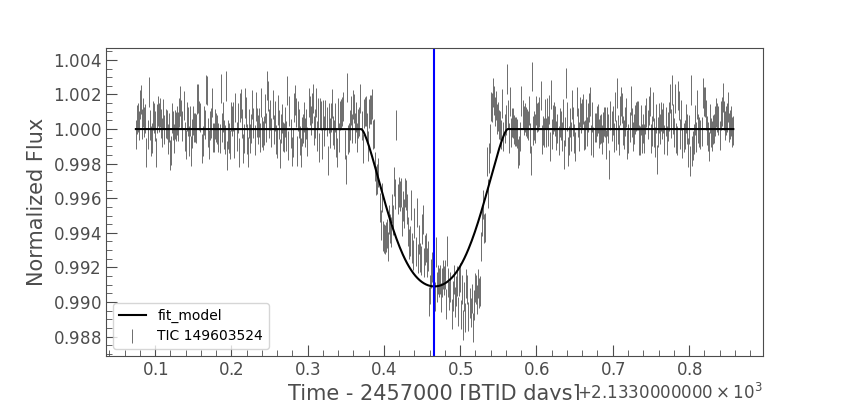 1.004
1.002
1.000
0.998
0.996
0.994
0.992
0.990
0.988
Normalized Flux
fit_model
TIC 149603524
0.1 0.2 0.3 0.4 0.5 0.6 0.7 0.8
Time - 2457000 [BTJD days]
+2.1330000000 × 10³